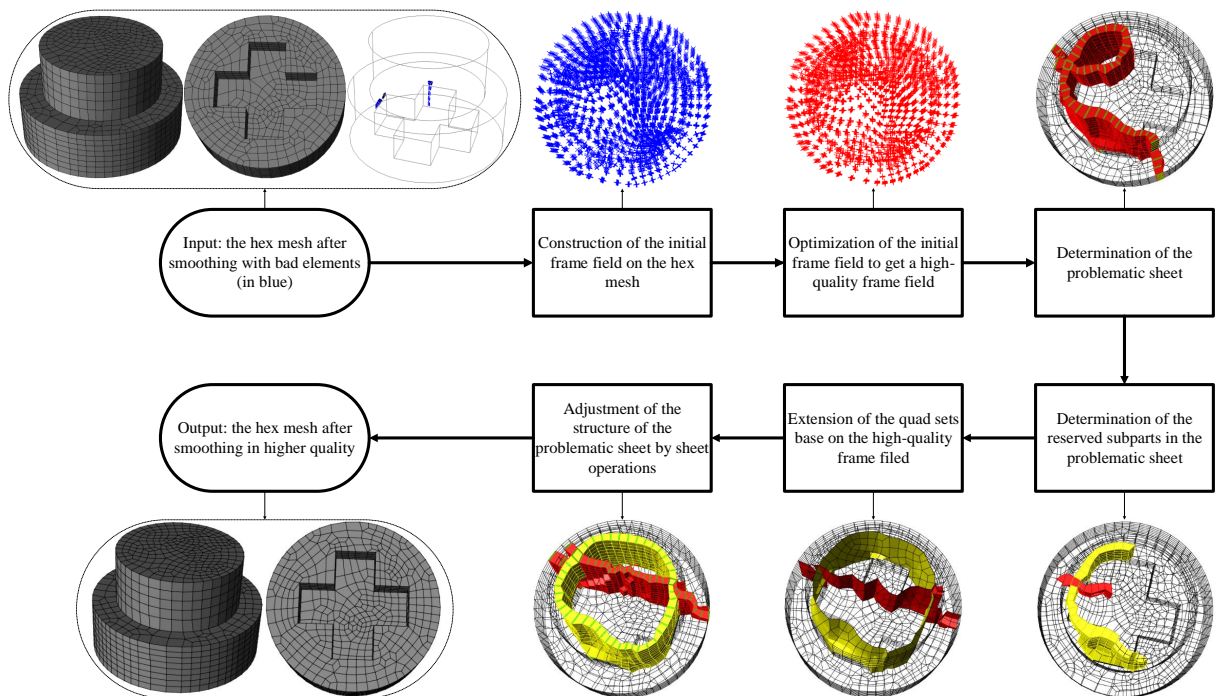 Input: the hex mesh after
smoothing with bad elements
(in blue)
Construction of the initial
frame field on the hex
mesh
Optimization of the initial
frame field to get a high-
quality frame field
Determination of the
problematic sheet
Output: the hex mesh after
smoothing in higher quality
Adjustment of the
structure of the
problematic sheet by sheet
operations
Extension of the quad sets
base on the high-quality
frame filed
Determination of the
reserved subparts in the
problematic sheet